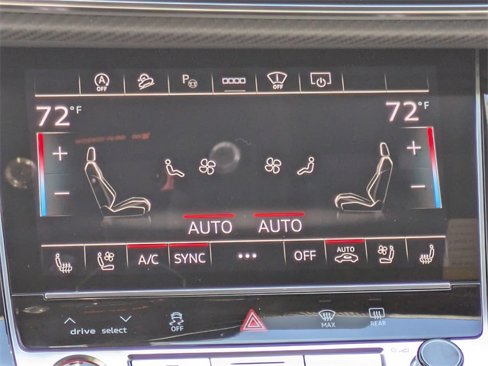 A OFF P OFF
72°F 72°F
+ +
− −
AUTO AUTO
A/C SYNC ••• OFF AUTO
drive select OFF MAX REAR